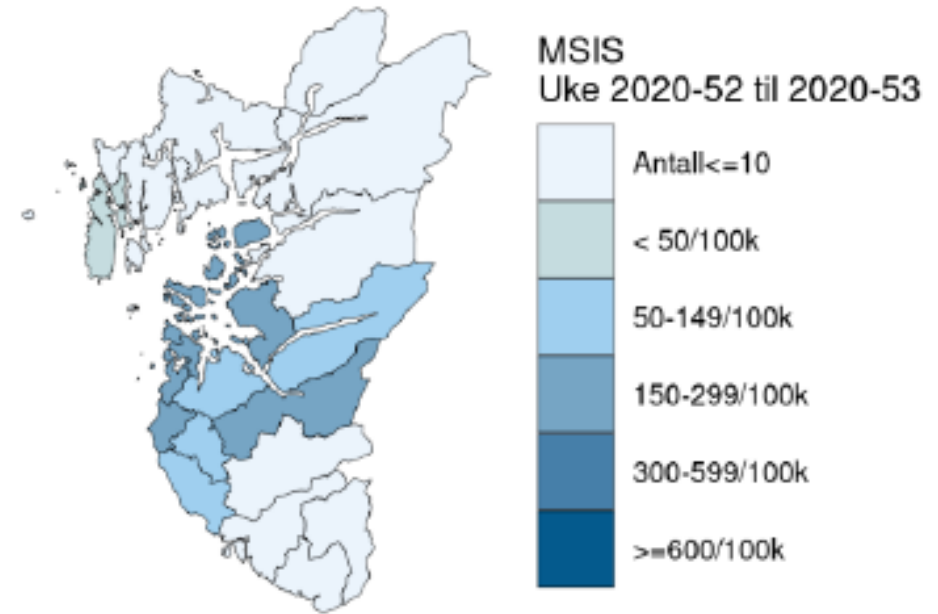 MSIS
Uke 2020-52 til 2020-53
Antall<=10
< 50/100k
50-149/100k
150-299/100k
300-599/100k
>=600/100k